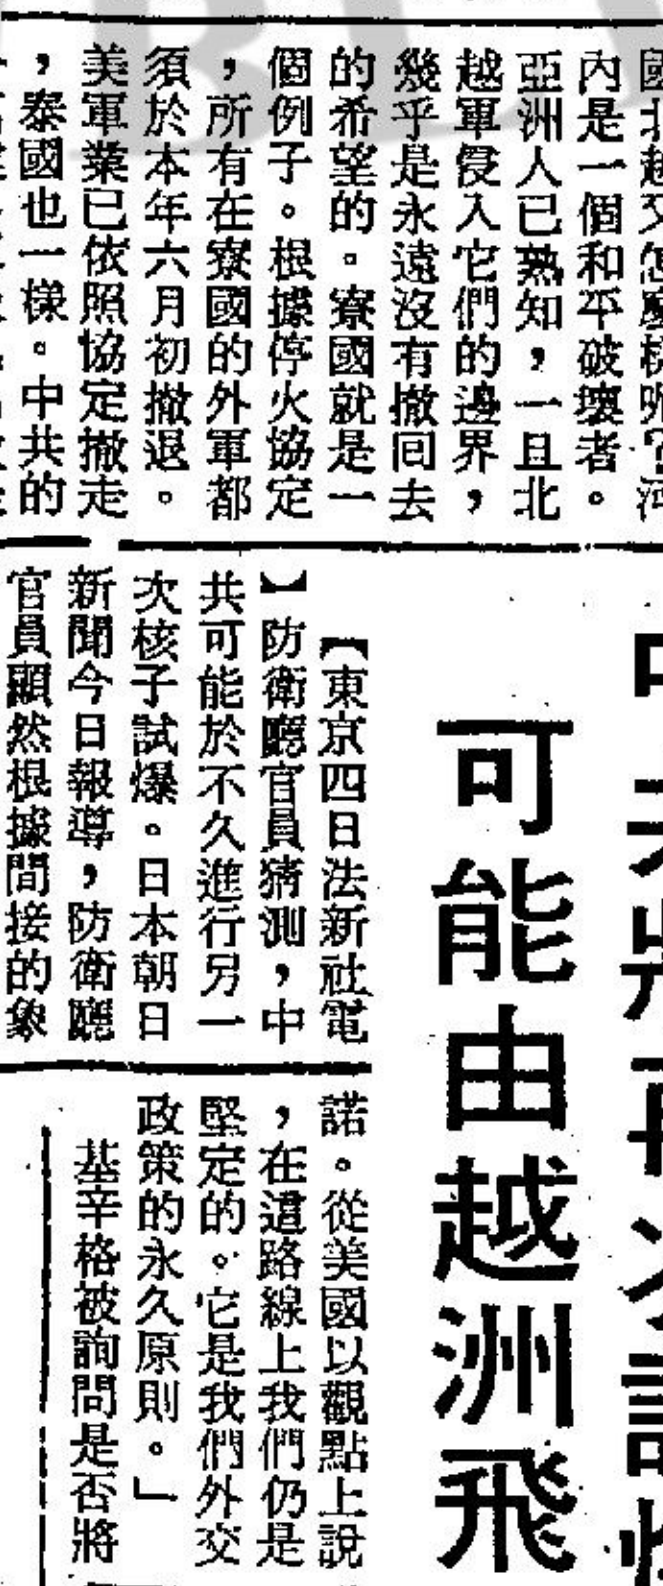 內是一個和平破壞者。
亞洲人已熟知，一旦北
越軍侵入它們的邊界，
幾乎是永遠沒有撤回去
的希望的。寮國就是一
個例子。根據停火協定
，所有在寮國的外軍都
須於本年六月初撤退。
美軍業已依照協定撤走
，泰國也一樣。中共的
可能由越洲飛
【東京四日法新社電
】防衛廳官員猜測，中
共可能於不久進行另一
次核子試爆。日本朝日
新聞今日報導，防衛廳
官員顯然根據間接的象
諾。從美國以觀點上說
，在這路線上我們仍是
堅定的。它是我們外交
政策的永久原則。」
基辛格被詢問是否將